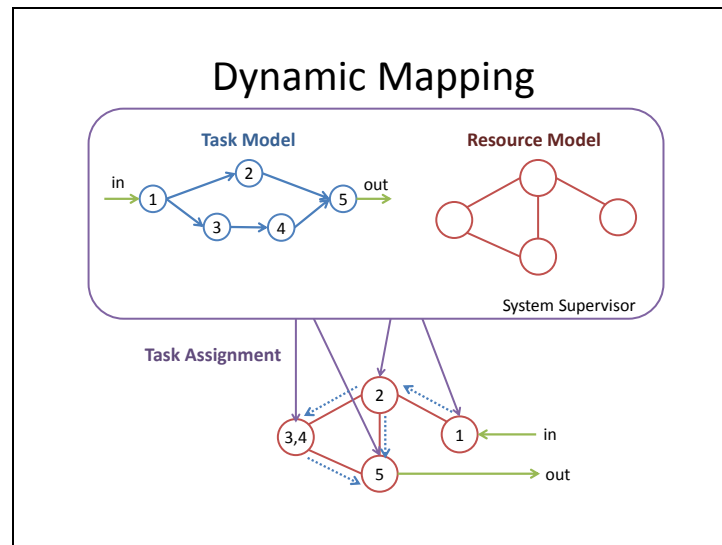 Dynamic Mapping
Task Model
Resource Model
in
1
2
3
4
5
out
System Supervisor
Task Assignment
2
3,4
1
in
5
out